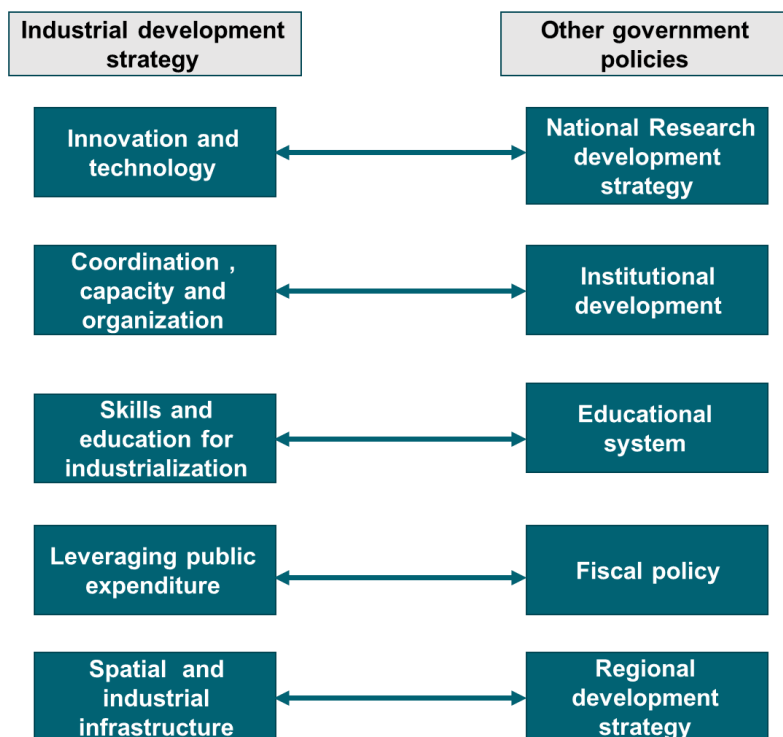 Industrial development
strategy
Other government
policies
Innovation and
technology
National Research
development
strategy
Coordination ,
capacity and
organization
Institutional
development
Skills and
education for
industrialization
Educational
system
Leveraging public
expenditure
Fiscal policy
Spatial and
industrial
infrastructure
Regional
development
strategy